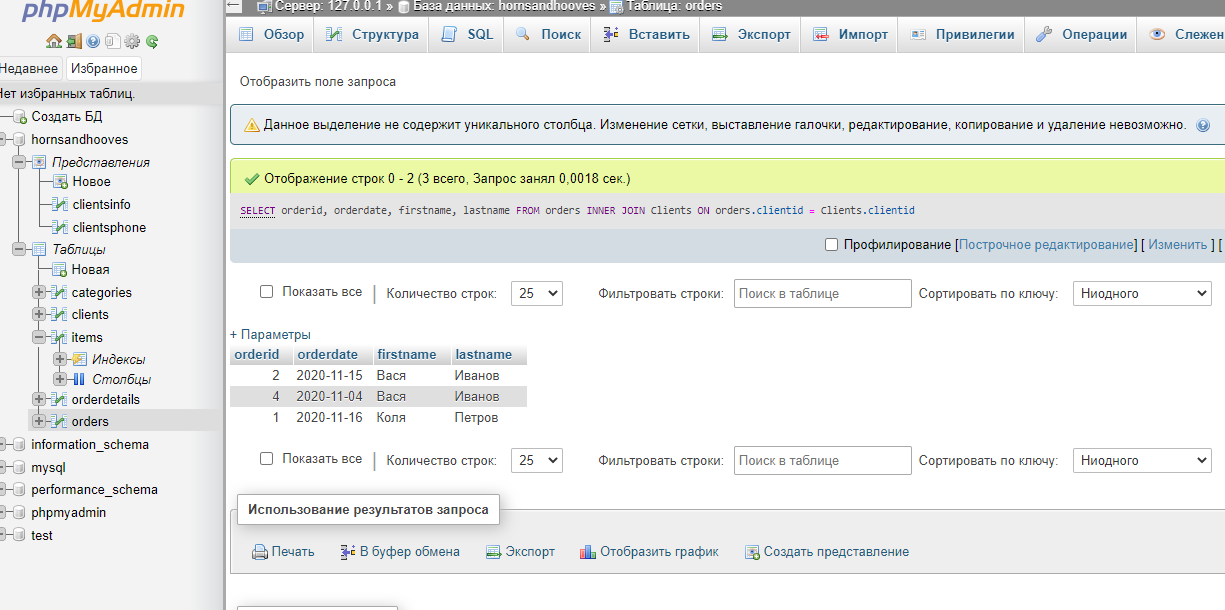 phpMyAdmin
Недавнее Избранное
Нет избранных таблиц.
Создать БД
hornsandhooves
Представления
Новое
clientsinfo
clientsphone
Таблицы
Новая
categories
clients
items
Индексы
Столбцы
orderdetails
orders
information_schema
mysql
performance_schema
phpmyadmin
test
Сервер: 127.0.0.1 » База данных: hornsandhooves » Таблица: orders
Обзор Структура SQL Поиск Вставить Экспорт Импорт Привилегии Операции Слежен
Отобразить поле запроса
Данное выделение не содержит уникального столбца. Изменение сетки, выставление галочки, редактирование, копирование и удаление невозможно.
Отображение строк 0 - 2 (3 всего, Запрос занял 0,0018 сек.)
SELECT orderid, orderdate, firstname, lastname FROM orders INNER JOIN Clients ON orders.clientid = Clients.clientid
Профилирование [Построчное редактирование] [ Изменить ] [
Показать все | Количество строк: 25 Фильтровать строки: Поиск в таблице Сортировать по ключу: Ниодного
+ Параметры
orderid orderdate firstname lastname
2 2020-11-15 Вася Иванов
4 2020-11-04 Вася Иванов
1 2020-11-16 Коля Петров
Показать все | Количество строк: 25 Фильтровать строки: Поиск в таблице Сортировать по ключу: Ниодного
Использование результатов запроса
Печать В буфер обмена Экспорт Отобразить график Создать представление